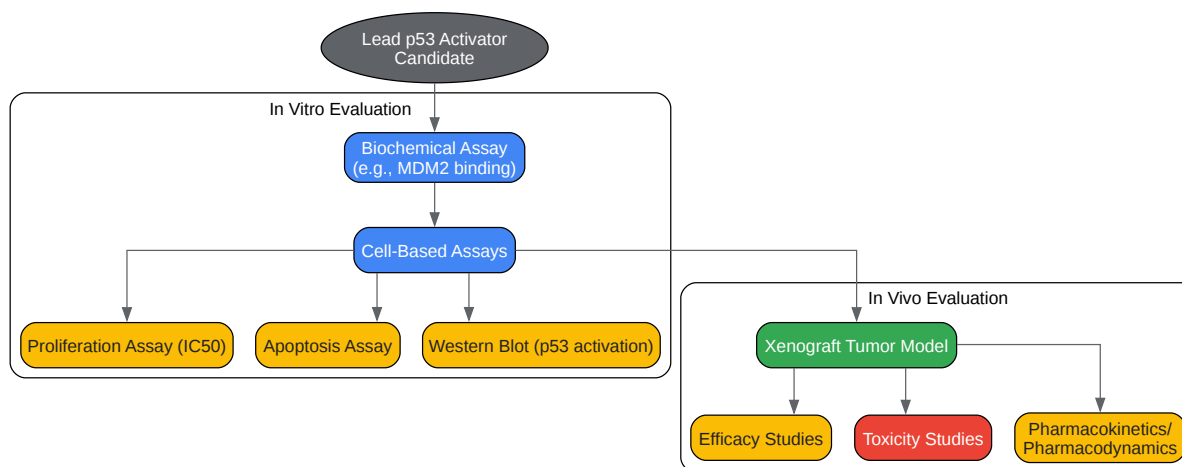 Lead p53 Activator
Candidate
In Vitro Evaluation
Biochemical Assay
(e.g., MDM2 binding)
Cell-Based Assays
In Vivo Evaluation
Proliferation Assay (IC50)
Apoptosis Assay
Western Blot (p53 activation)
Xenograft Tumor Model
Efficacy Studies
Toxicity Studies
Pharmacokinetics/
Pharmacodynamics